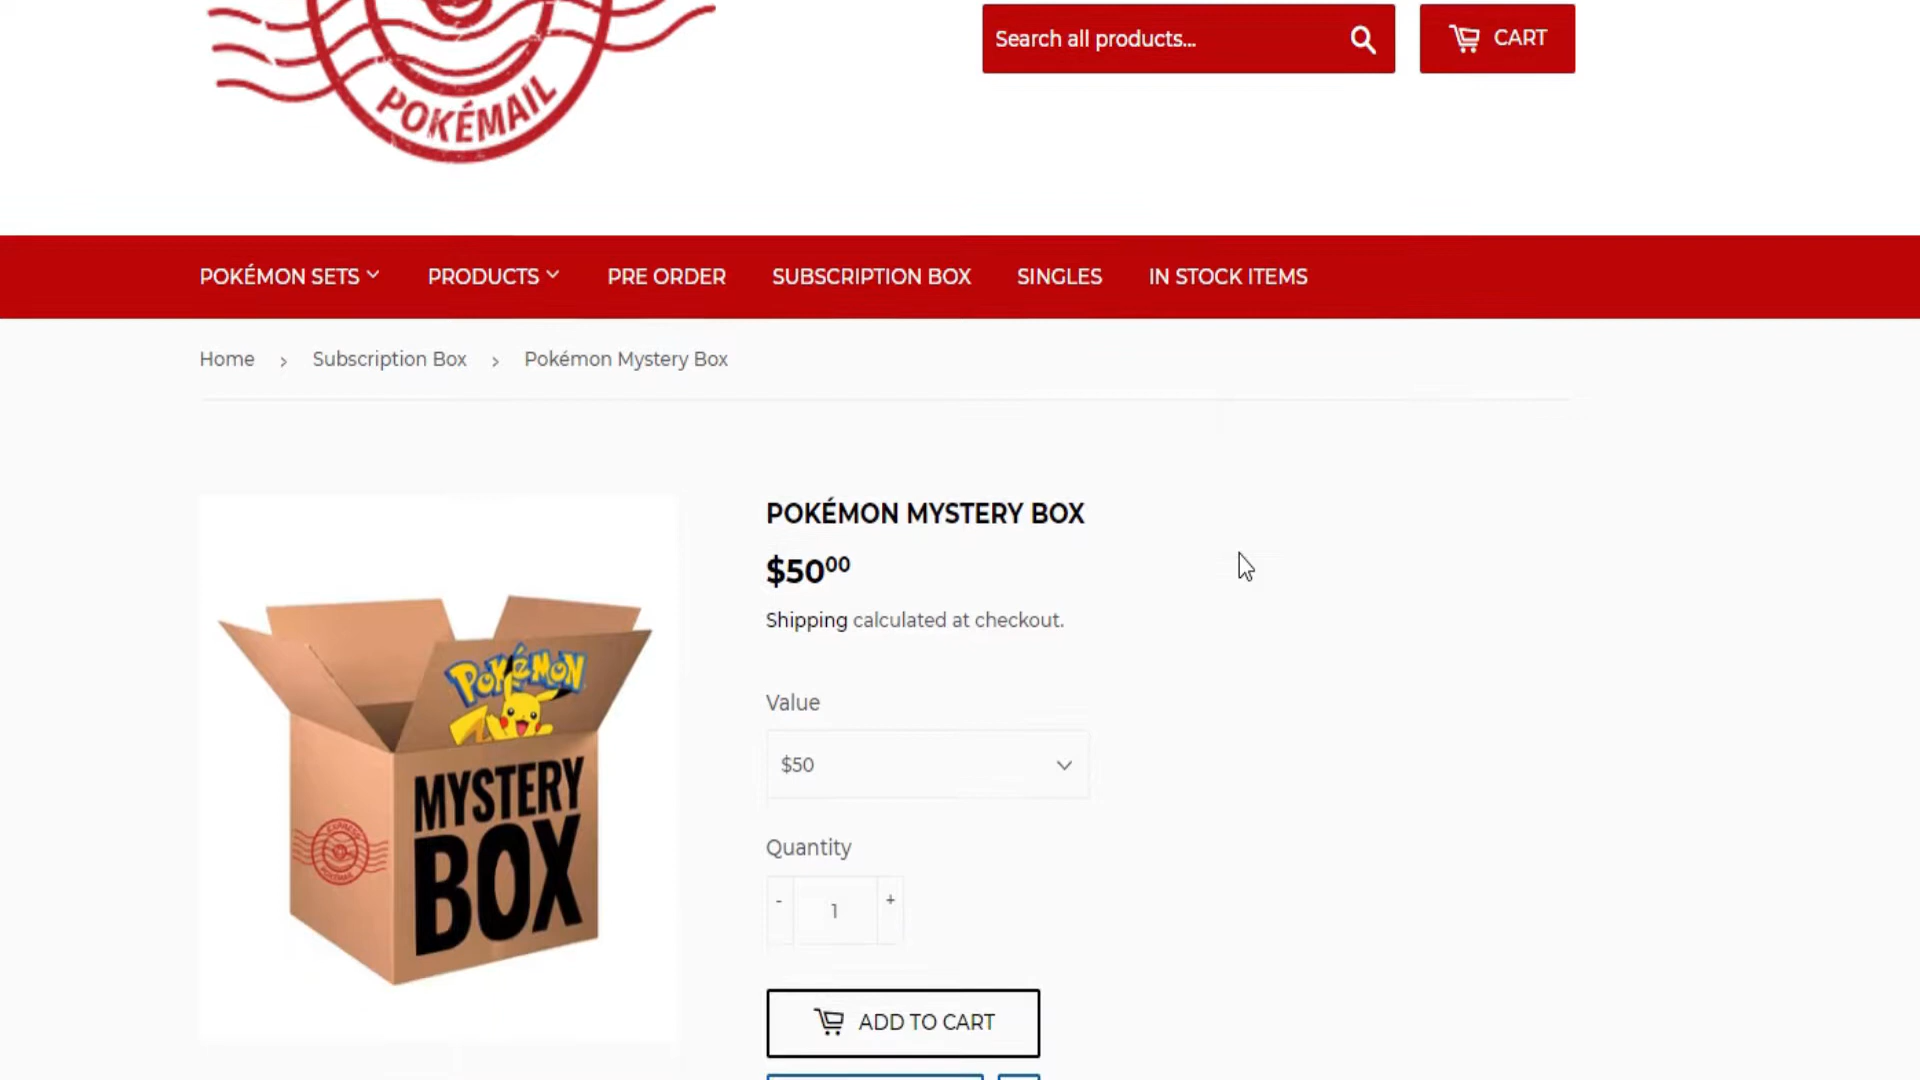 POKÉMAIL
Search all products...
CART
POKÉMON SETS
PRODUCTS
PRE ORDER
SUBSCRIPTION BOX
SINGLES
IN STOCK ITEMS
Home › Subscription Box › Pokémon Mystery Box
POKÉMON MYSTERY BOX
$50⁰⁰
Shipping calculated at checkout.
Value
$50
Quantity
- 1 +
ADD TO CART
POKéMON
MYSTERY
BOX